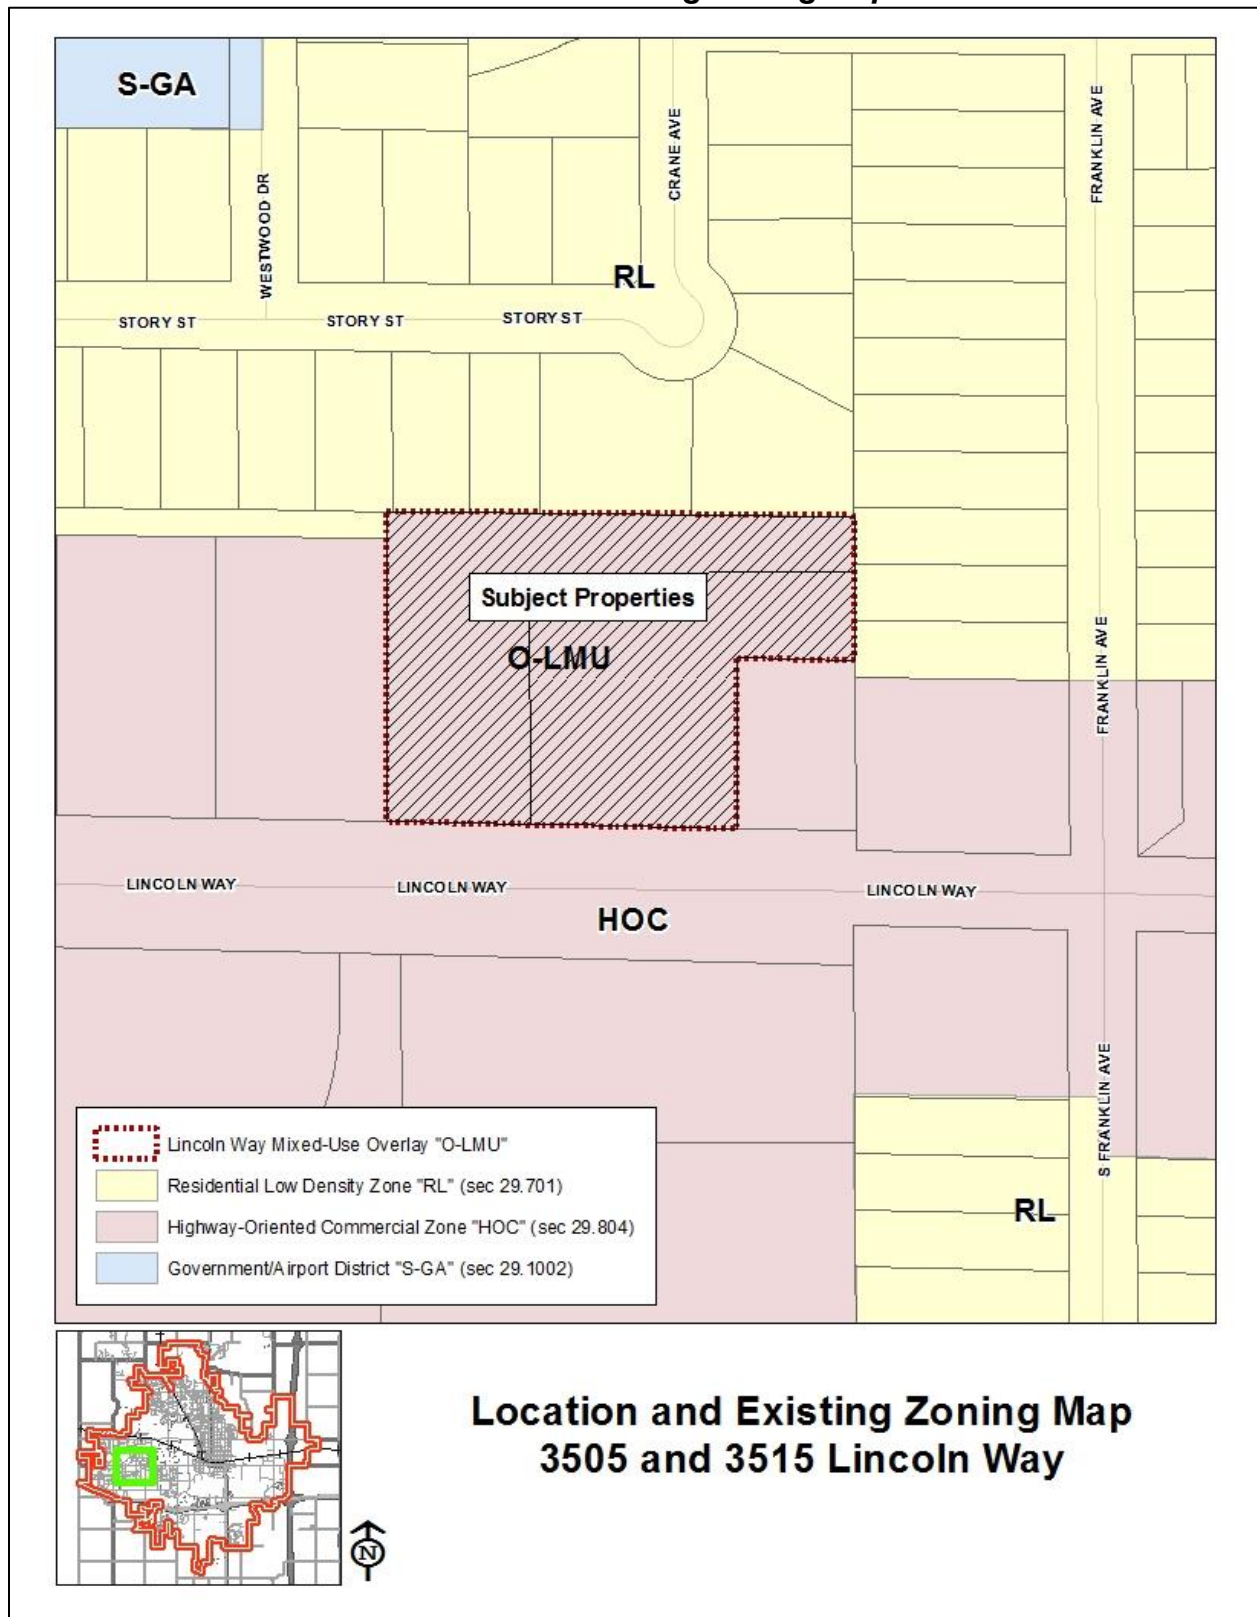 S-GA
WESTWOOD DR
CRANE AVE
FRANKLIN AVE
RL
STORY ST
STORY ST
STORY ST
Subject Properties
O-LMU
FRANKLIN AVE
LINCOLN WAY
LINCOLN WAY
LINCOLN WAY
HOC
S FRANKLIN AVE
RL
Lincoln Way Mixed-Use Overlay "O-LMU"
Residential Low Density Zone "RL" (sec 29.701)
Highway-Oriented Commercial Zone "HOC" (sec 29.804)
Government/Airport District "S-GA" (sec 29.1002)
Location and Existing Zoning Map
3505 and 3515 Lincoln Way
N